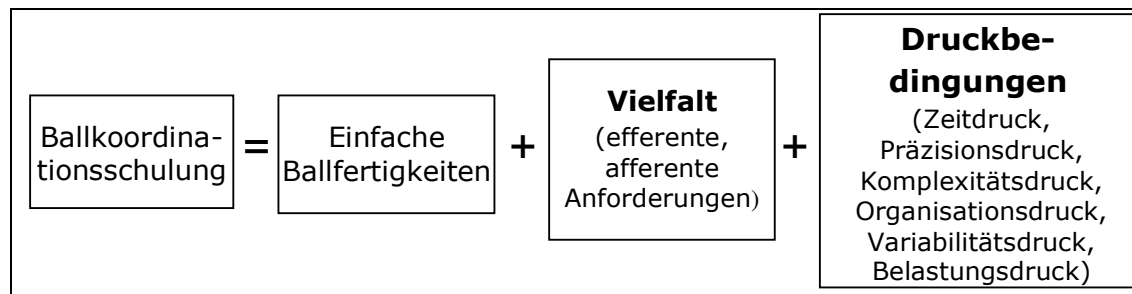 Ballkoordina-
tionsschulung
=
Einfache
Ballfertigkeiten
+
Vielfalt
(efferente,
afferente
Anforderungen)
+
Druckbe-
dingungen
(Zeitdruck,
Präzisionsdruck,
Komplexitätsdruck,
Organisationsdruck,
Variabilitätsdruck,
Belastungsdruck)